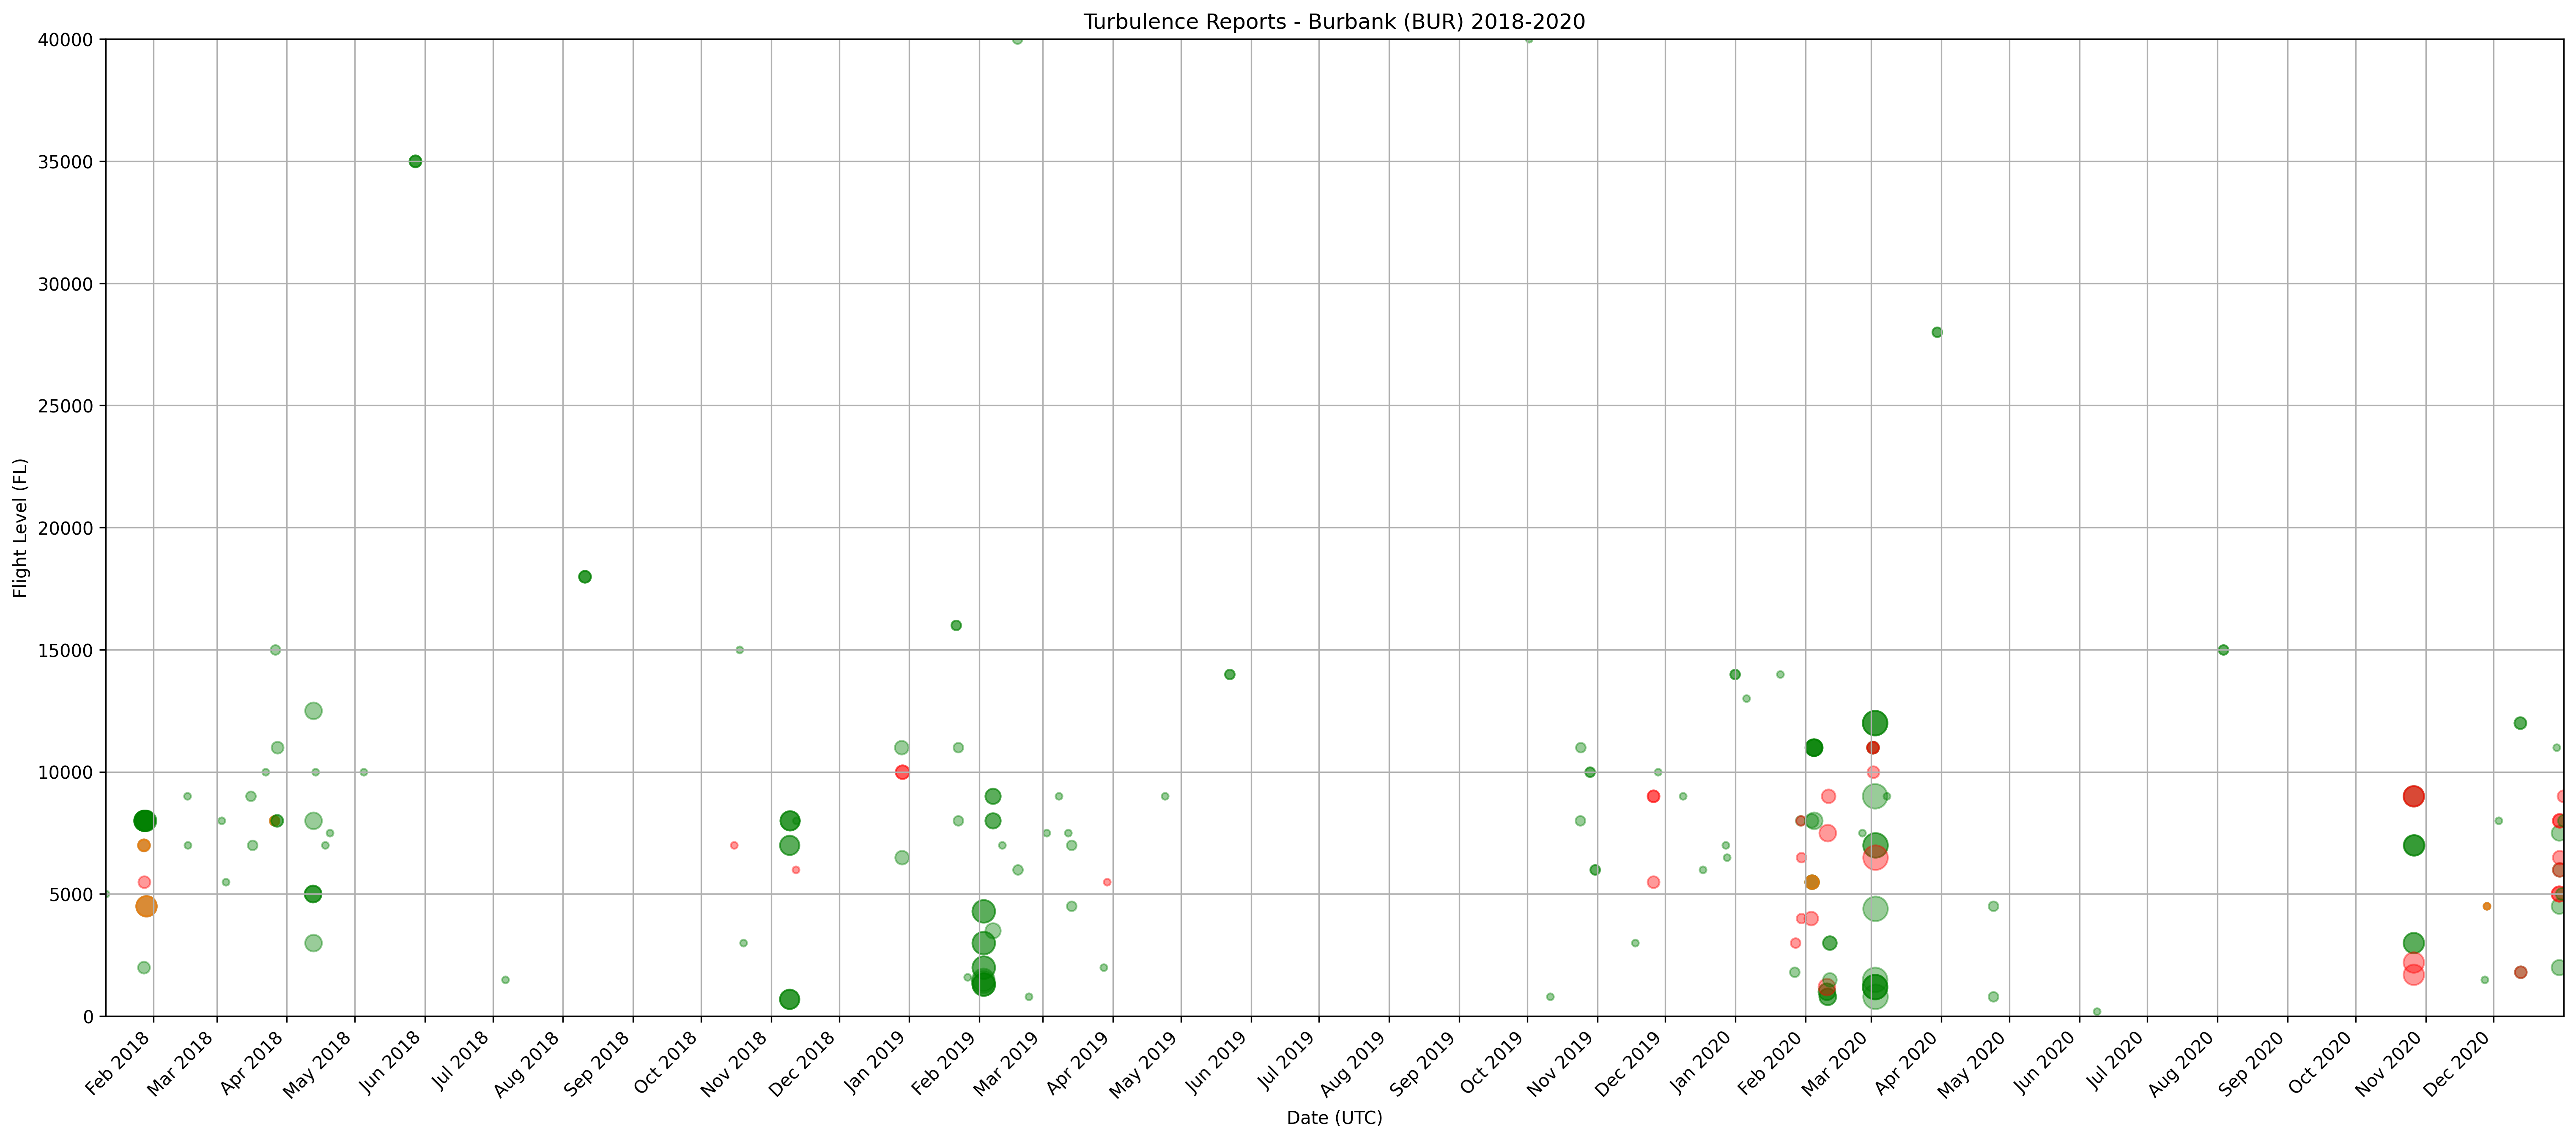 Turbulence Reports - Burbank (BUR) 2018-2020
40000
35000
30000
25000
20000
15000
10000
5000
0
Flight Level (FL)
Feb 2018
Mar 2018
Apr 2018
May 2018
Jun 2018
Jul 2018
Aug 2018
Sep 2018
Oct 2018
Nov 2018
Dec 2018
Jan 2019
Feb 2019
Mar 2019
Apr 2019
May 2019
Jun 2019
Jul 2019
Aug 2019
Sep 2019
Oct 2019
Nov 2019
Dec 2019
Jan 2020
Feb 2020
Mar 2020
Apr 2020
May 2020
Jun 2020
Jul 2020
Aug 2020
Sep 2020
Oct 2020
Nov 2020
Dec 2020
Date (UTC)